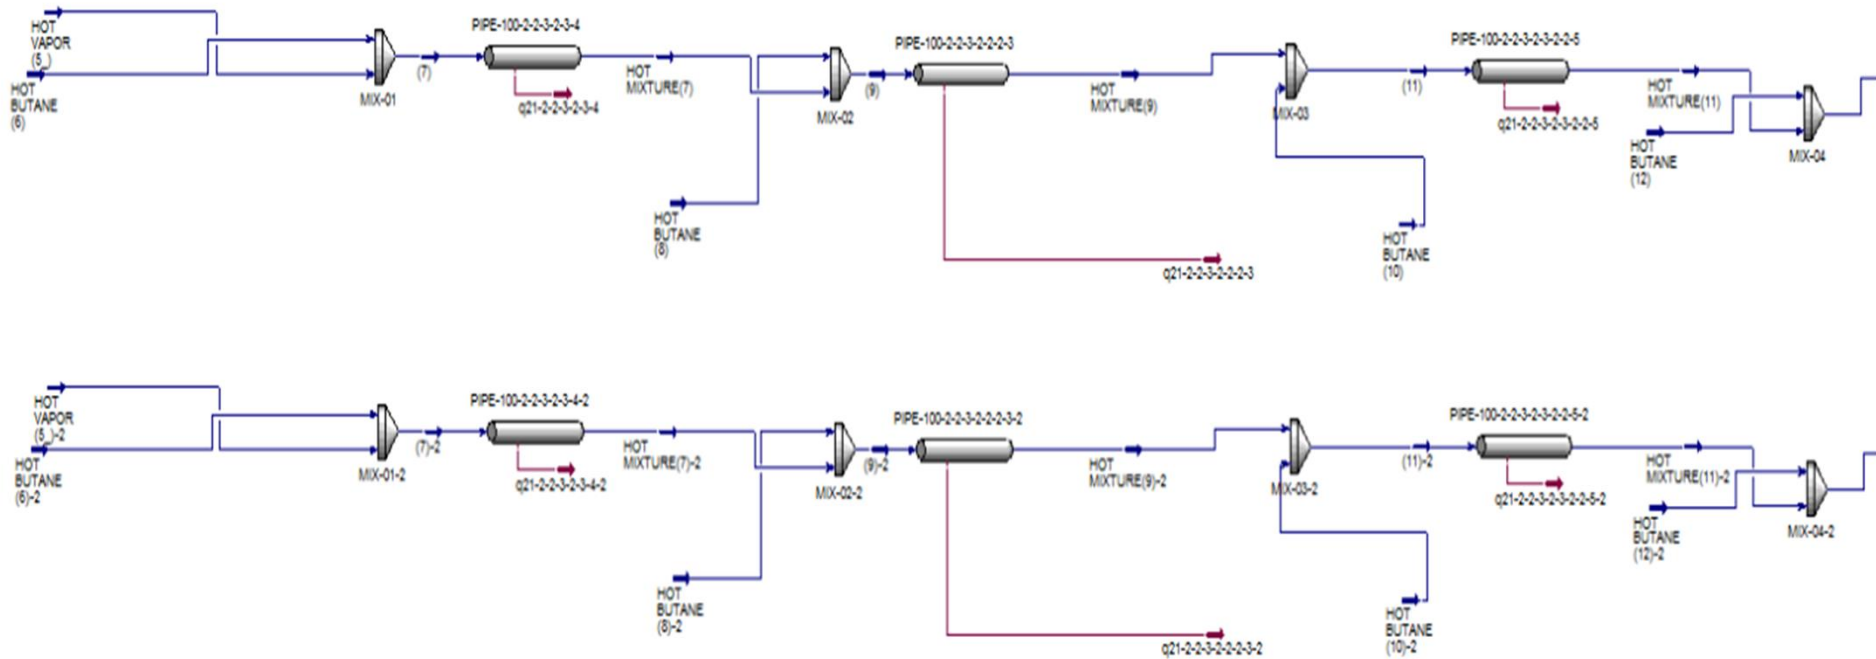 HOT
VAPOR
(5_)
HOT
BUTANE
(6)
MIX-01
(7)
PIPE-100-2-2-3-2-3-4
q21-2-2-3-2-3-4
HOT
MIXTURE(7)
HOT
BUTANE
(8)
MIX-02
(9)
PIPE-100-2-2-3-2-2-2-3
q21-2-2-3-2-2-2-3
HOT
MIXTURE(9)
MIX-03
HOT
BUTANE
(10)
(11)
PIPE-100-2-2-3-2-3-2-2-5
q21-2-2-3-2-3-2-2-5
HOT
MIXTURE(11)
HOT
BUTANE
(12)
MIX-04
HOT
VAPOR
(5_)-2
HOT
BUTANE
(6)-2
MIX-01-2
(7)-2
PIPE-100-2-2-3-2-3-4-2
q21-2-2-3-2-3-4-2
HOT
MIXTURE(7)-2
HOT
BUTANE
(8)-2
MIX-02-2
(9)-2
PIPE-100-2-2-3-2-2-2-3-2
q21-2-2-3-2-2-2-3-2
HOT
MIXTURE(9)-2
MIX-03-2
HOT
BUTANE
(10)-2
(11)-2
PIPE-100-2-2-3-2-3-2-2-5-2
q21-2-2-3-2-3-2-2-5-2
HOT
MIXTURE(11)-2
HOT
BUTANE
(12)-2
MIX-04-2